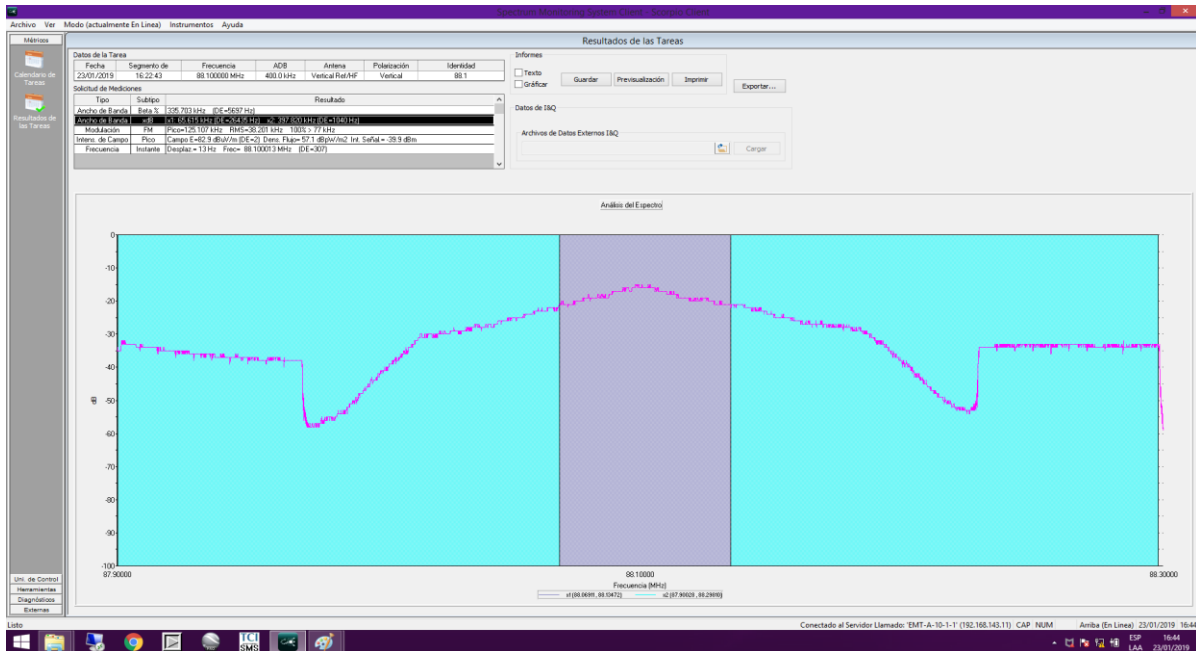 Spectrum Monitoring System Client - Scorpio Client
Archivo Ver Modo (actualmente En Linea) Instrumentos Ayuda
Métricos
Resultados de las Tareas
Calendario de Tareas
Resultados de las Tareas
Datos de la Tarea
Fecha Segmento de Frecuencia ADB Antena Polarización Identidad
23/01/2019 16:22:43 88.100000 MHz 400.0 kHz Vertical Ref/HF Vertical 88.1
Solicitud de Mediciones
Tipo Subtipo Resultado
Ancho de Banda Beta % 335.703 kHz (DE=5697 Hz)
Ancho de Banda xdB x1: 65.615 kHz (DE=26435 Hz) x2: 397.820 kHz (DE=1040 Hz)
Modulación FM Pico=125.107 kHz RMS=38.201 kHz 100% > 77 kHz
Intens. de Campo Pico Campo E=82.9 dBuV/m (DE=2) Dens. Flujo= 57.1 dBpW/m2 Int. Señal = -39.9 dBm
Frecuencia Instante Desplaz.= 13 Hz Frec= 88.100013 MHz (DE=307)
Informes
Texto
Gráficar
Guardar Previsualización Imprimir
Exportar...
Datos de I&Q
Archivos de Datos Externos I&Q
Cargar
Análisis del Espectro
0
-10
-20
-30
-40
dB
-50
-60
-70
-80
-90
-100
87.90000 88.10000 88.30000
Frecuencia (MHz)
Uni. de Control
Herramientas
Diagnósticos
Externas
Listo
Conectado al Servidor Llamado: 'EMT-A-10-1-1' (192.168.143.11) CAP NUM Arriba (En Linea) 23/01/2019 16:44
TCI
SMS
ESP 16:44
LAA 23/01/2019